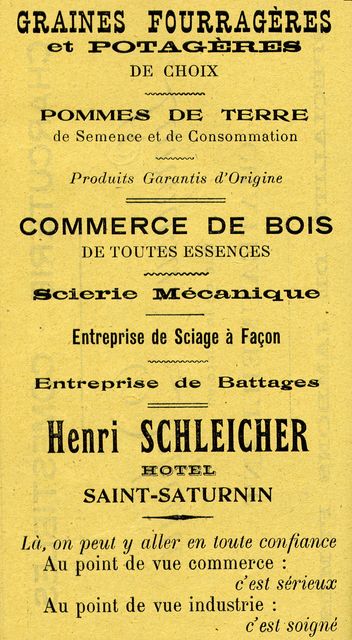 GRAINES FOURRAGÈRES
et POTAGÈRES
DE CHOIX
POMMES DE TERRE
de Semence et de Consommation
Produits Garantis d'Origine
COMMERCE DE BOIS
DE TOUTES ESSENCES
Scierie Mécanique
Entreprise de Sciage à Façon
Entreprise de Battages
Henri SCHLEICHER
HOTEL
SAINT-SATURNIN
Là, on peut y aller en toute confiance
Au point de vue commerce :
c'est sérieux
Au point de vue industrie :
c'est soigné